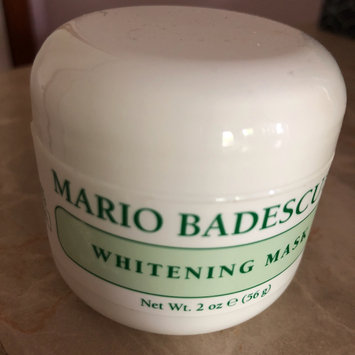 MARIO BADESCU
WHITENING MASK
Net Wt. 2 oz ℮ (56 g)